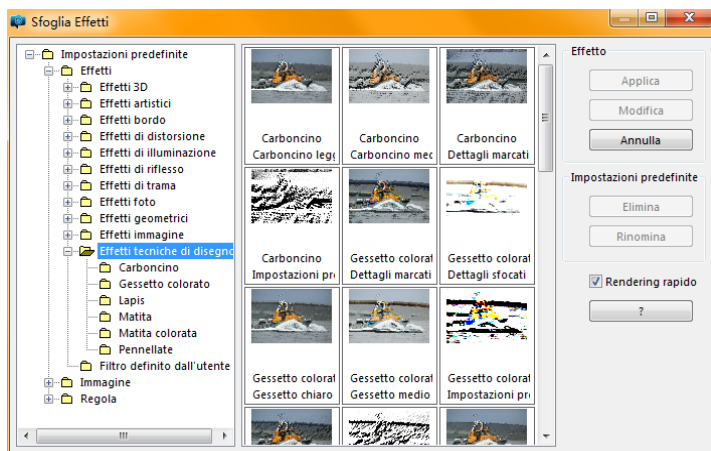 Sfoglia Effetti
Impostazioni predefinite
Effetti
Effetti 3D
Effetti artistici
Effetti bordo
Effetti di distorsione
Effetti di illuminazione
Effetti di riflesso
Effetti di trama
Effetti foto
Effetti geometrici
Effetti immagine
Effetti tecniche di disegno
Carboncino
Gessetto colorato
Lapis
Matita
Matita colorata
Pennellate
Filtro definito dall'utente
Immagine
Regola
Carboncino
Carboncino legg
Carboncino
Carboncino med
Carboncino
Dettagli marcati
Carboncino
Impostazioni pre
Gessetto colorat
Dettagli marcati
Gessetto colorat
Dettagli sfocati
Gessetto colorat
Gessetto chiaro
Gessetto colorat
Gessetto medio
Gessetto colorat
Impostazioni pre
Effetto
Applica
Modifica
Annulla
Impostazioni predefinite
Elimina
Rinomina
Rendering rapido
?